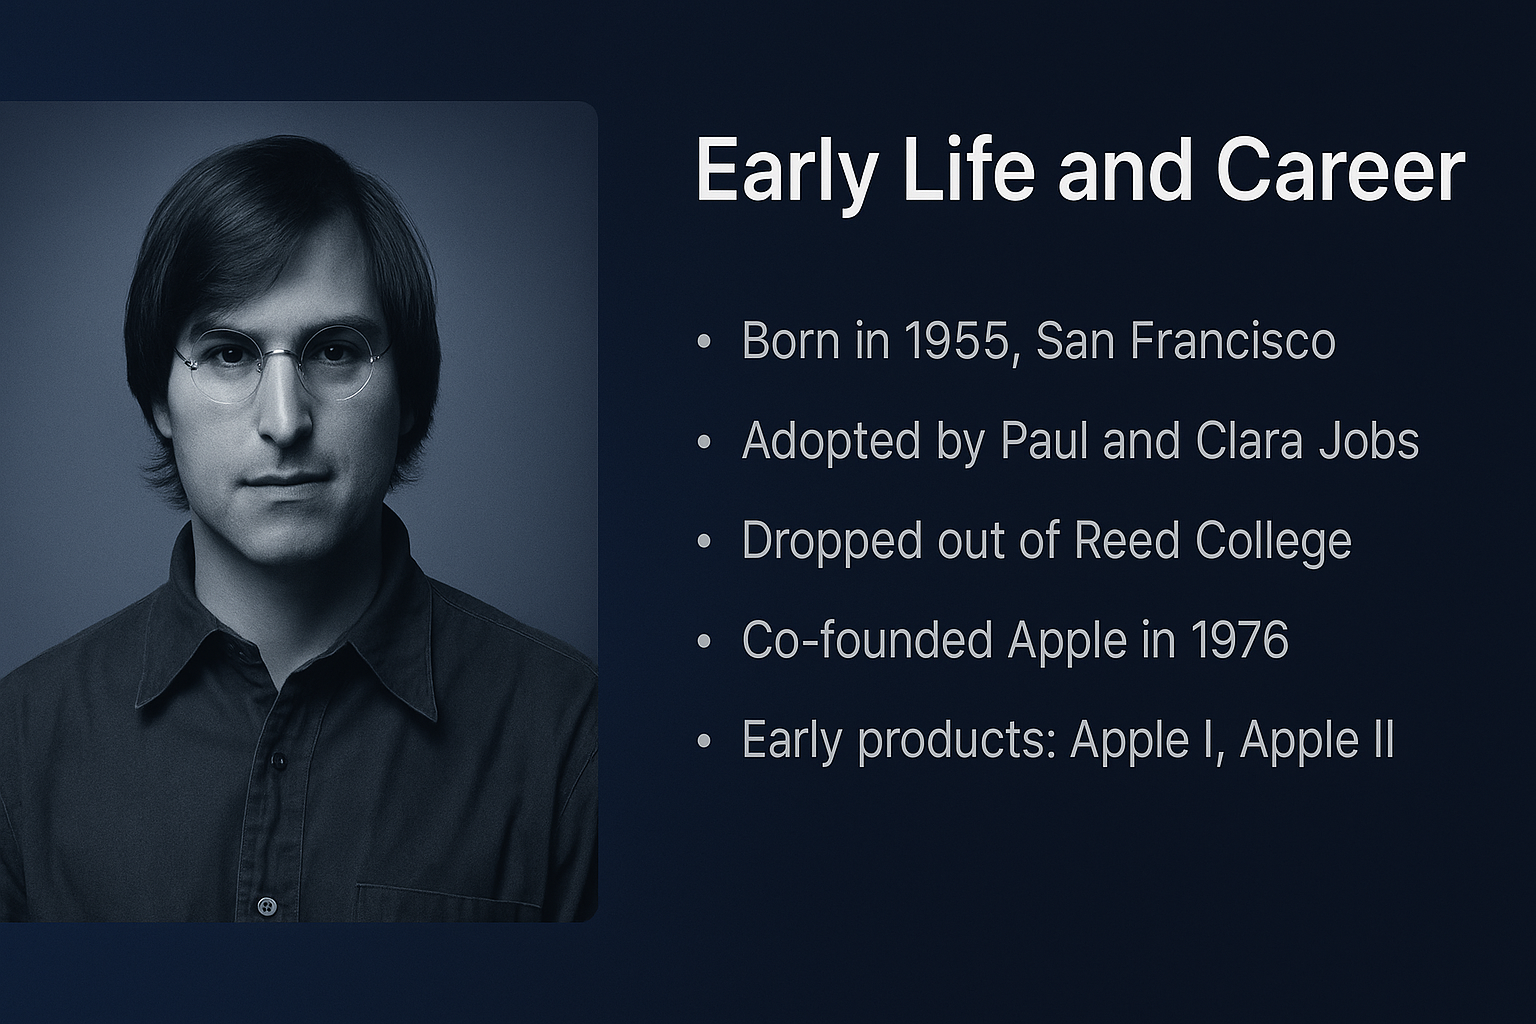 Early Life and Career
• Born in 1955, San Francisco
• Adopted by Paul and Clara Jobs
• Dropped out of Reed College
• Co-founded Apple in 1976
• Early products: Apple I, Apple II